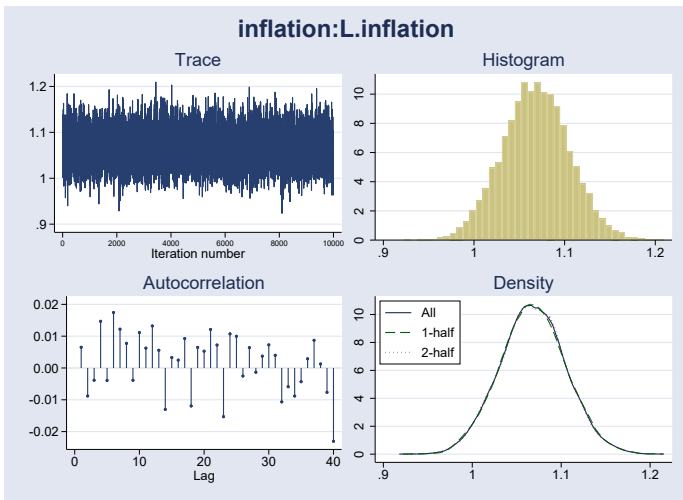 inflation:L.inflation
Trace
1.2
1.1
1
.9
0 2000 4000 6000 8000 10000
Iteration number
Histogram
10
8
6
4
2
0
.9 1 1.1 1.2
Autocorrelation
0.02
0.01
0.00
-0.01
-0.02
0 10 20 30 40
Lag
Density
All
1-half
2-half
10
8
6
4
2
0
.9 1 1.1 1.2